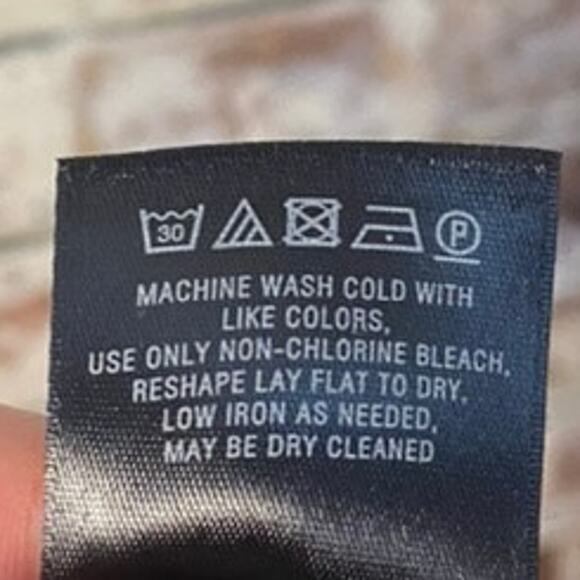 30 P
MACHINE WASH COLD WITH
LIKE COLORS,
USE ONLY NON-CHLORINE BLEACH,
RESHAPE LAY FLAT TO DRY,
LOW IRON AS NEEDED,
MAY BE DRY CLEANED